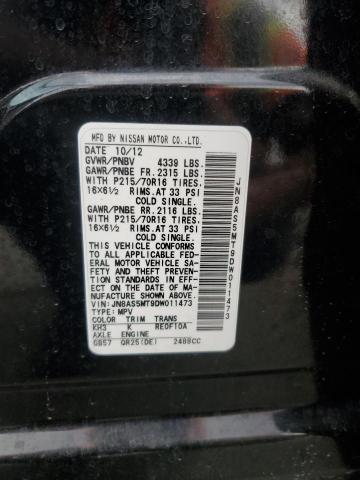 MFG. BY NISSAN MOTOR CO.,LTD.
DATE 10/12
GVWR/PNBV 4339 LBS.
GAWR/PNBE FR. 2315 LBS.
WITH P215/70R16 TIRES,
16X6½ RIMS.AT 33 PSI
COLD SINGLE.
GAWR/PNBE RR. 2116 LBS.
WITH P215/70R16 TIRES,
16X6½ RIMS.AT 33 PSI
COLD SINGLE.
THIS VEHICLE CONFORMS
TO ALL APPLICABLE FED-
ERAL MOTOR VEHICLE SA-
FETY AND THEFT PREVEN-
TION STANDARDS IN EFF-
ECT ON THE DATE OF MA-
NUFACTURE SHOWN ABOVE.
VIN:JN8AS5MT9DW011473
TYPE: MPV
COLOR TRIM TRANS
KH3 K RE0F10A
AXLE ENGINE
GB57 QR25(DE) 2488CC
JN8AS5MT9DW011473